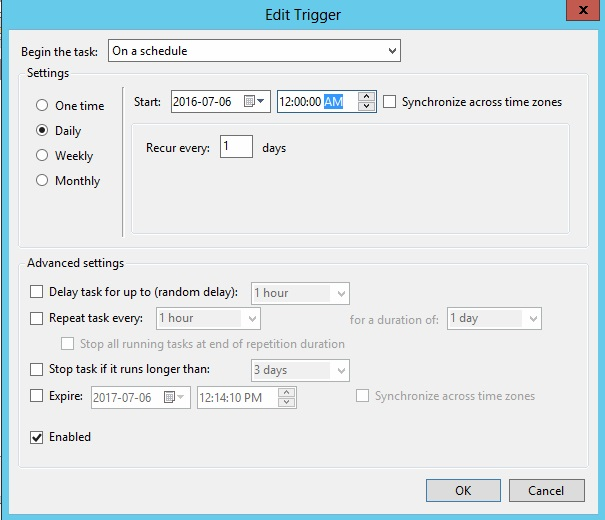 Edit Trigger
x
Begin the task: On a schedule
Settings
One time
Daily
Weekly
Monthly
Start: 2016-07-06 12:00:00 AM Synchronize across time zones
Recur every: 1 days
Advanced settings
Delay task for up to (random delay): 1 hour
Repeat task every: 1 hour for a duration of: 1 day
Stop all running tasks at end of repetition duration
Stop task if it runs longer than: 3 days
Expire: 2017-07-06 12:14:10 PM Synchronize across time zones
Enabled
OK Cancel